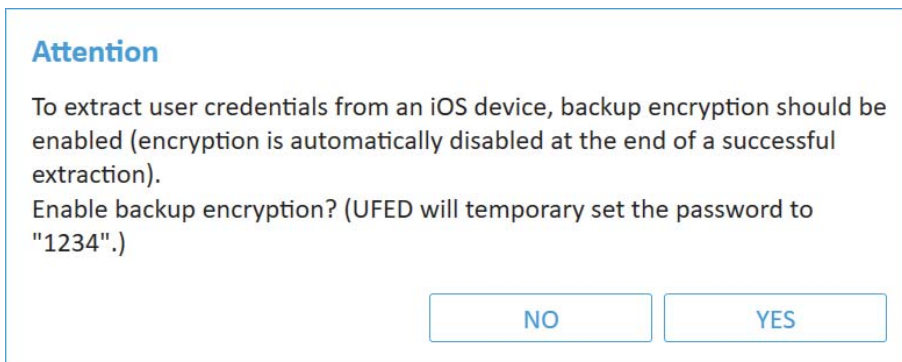 Attention
To extract user credentials from an iOS device, backup encryption should be
enabled (encryption is automatically disabled at the end of a successful
extraction).
Enable backup encryption? (UFED will temporary set the password to
"1234".)
NO YES